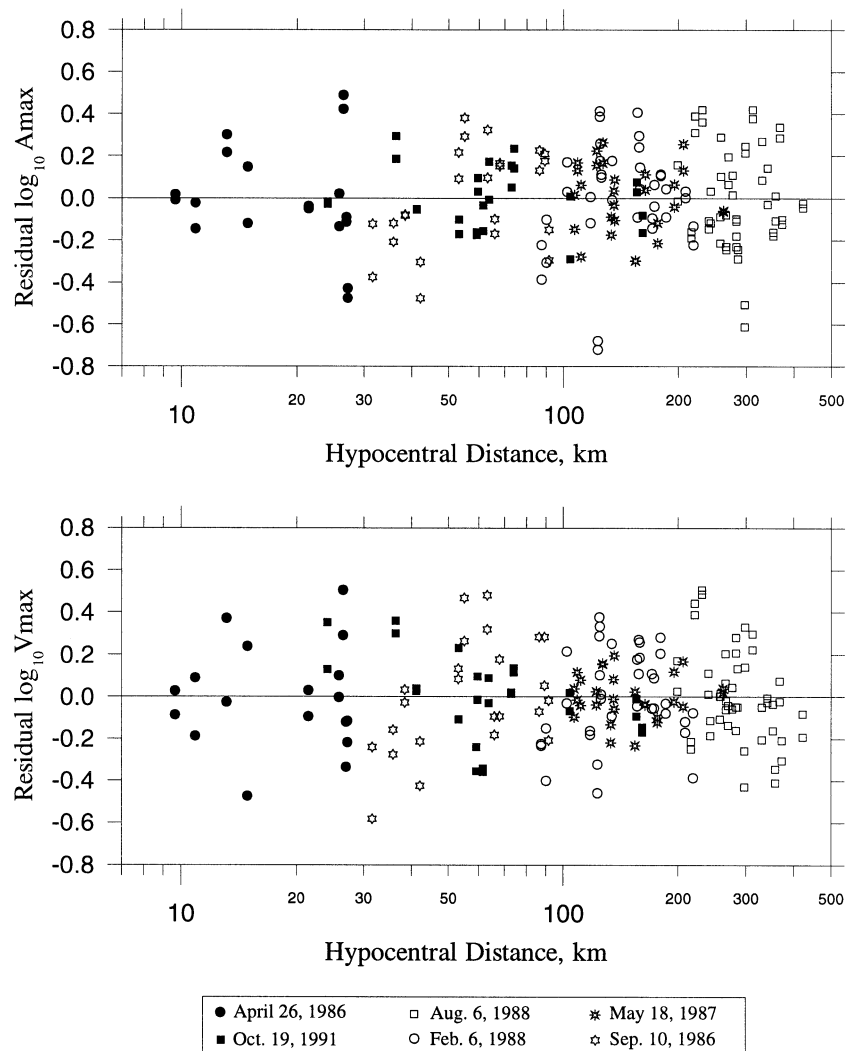 0.8
0.6
0.4
0.2
0.0
-0.2
-0.4
-0.6
-0.8
Residual log10 Amax
10 20 30 50 100 200 300 500
Hypocentral Distance, km
0.8
0.6
0.4
0.2
0.0
-0.2
-0.4
-0.6
-0.8
Residual log10 Vmax
10 20 30 50 100 200 300 500
Hypocentral Distance, km
April 26, 1986 Aug. 6, 1988 May 18, 1987
Oct. 19, 1991 Feb. 6, 1988 Sep. 10, 1986